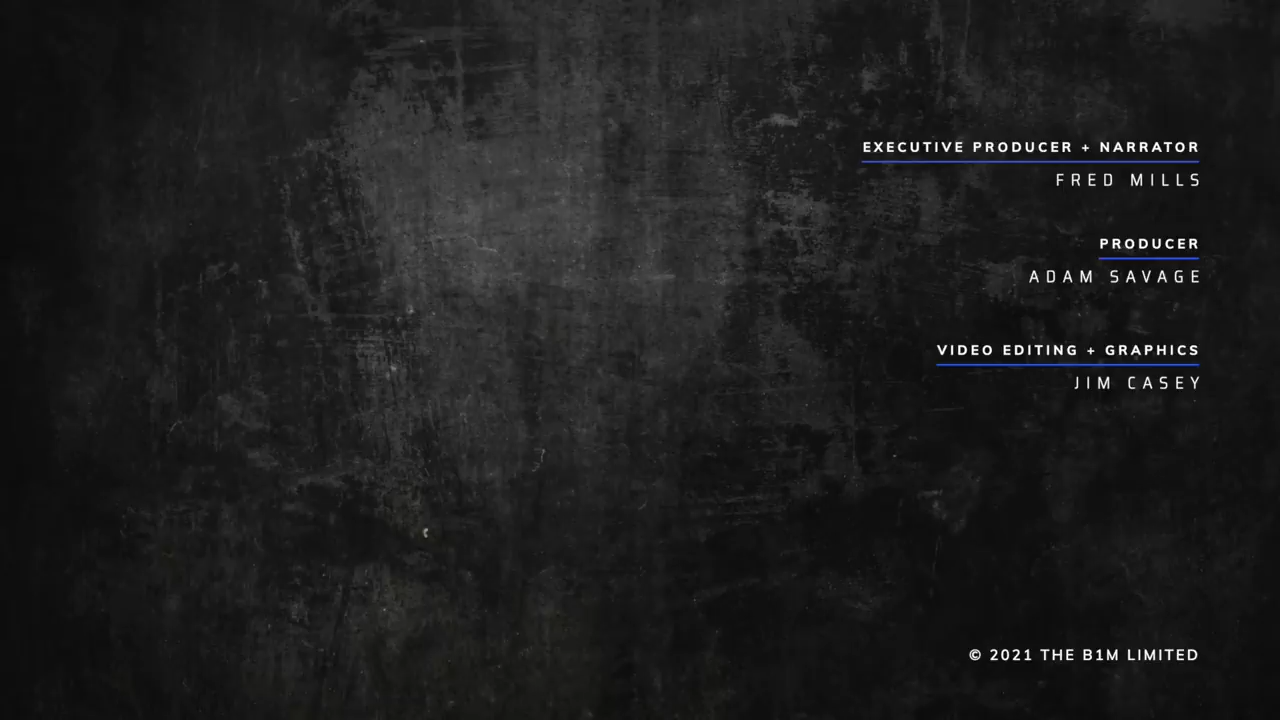 EXECUTIVE PRODUCER + NARRATOR
FRED MILLS
PRODUCER
ADAM SAVAGE
VIDEO EDITING + GRAPHICS
JIM CASEY
© 2021 THE B1M LIMITED